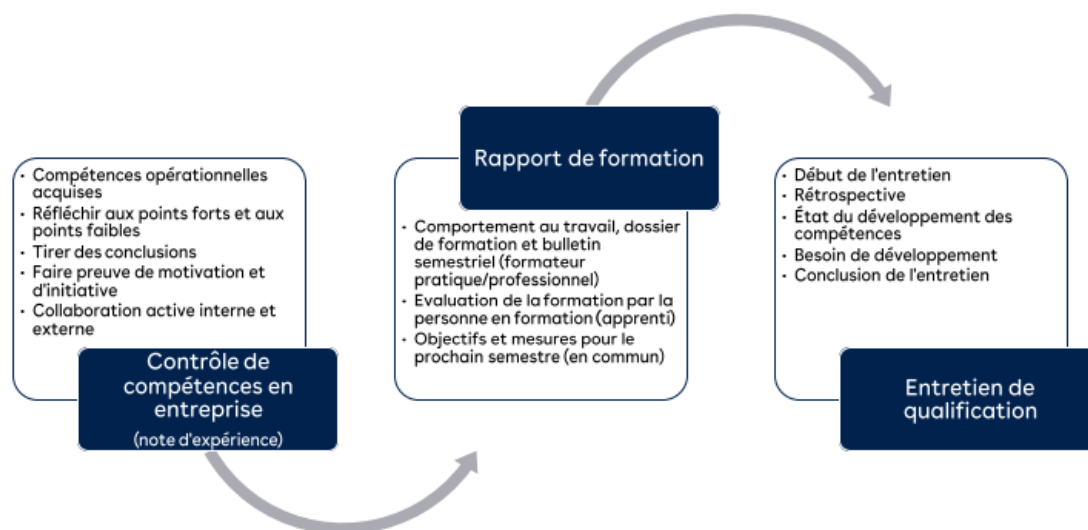 · Compétences opérationnelles
acquises
· Réfléchir aux points forts et aux
points faibles
· Tirer des conclusions
· Faire preuve de motivation et
d'initiative
· Collaboration active interne et
externe
Contrôle de
compétences en
entreprise
(note d'expérience)
Rapport de formation
· Comportement au travail, dossier
de formation et bulletin
semestriel (formateur
pratique/professionnel)
· Evaluation de la formation par la
personne en formation (apprenti)
· Objectifs et mesures pour le
prochain semestre (en commun)
· Début de l'entretien
· Rétrospective
· État du développement des
compétences
· Besoin de développement
· Conclusion de l'entretien
Entretien de
qualification